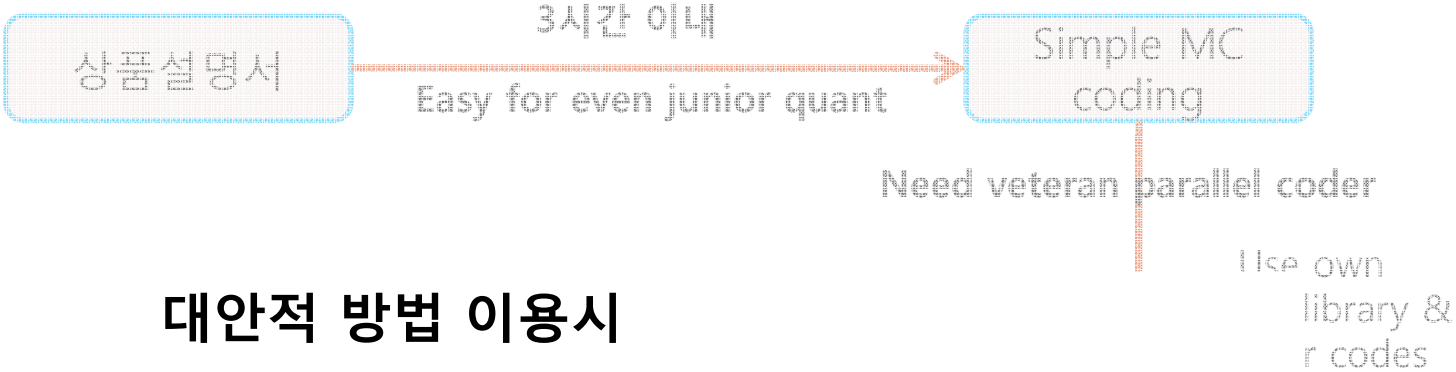 3시간 이내
상품설명서
Simple MC
coding
Easy for even junior quant
Need veteran parallel coder
Use own
library &
r codes
대안적 방법 이용시